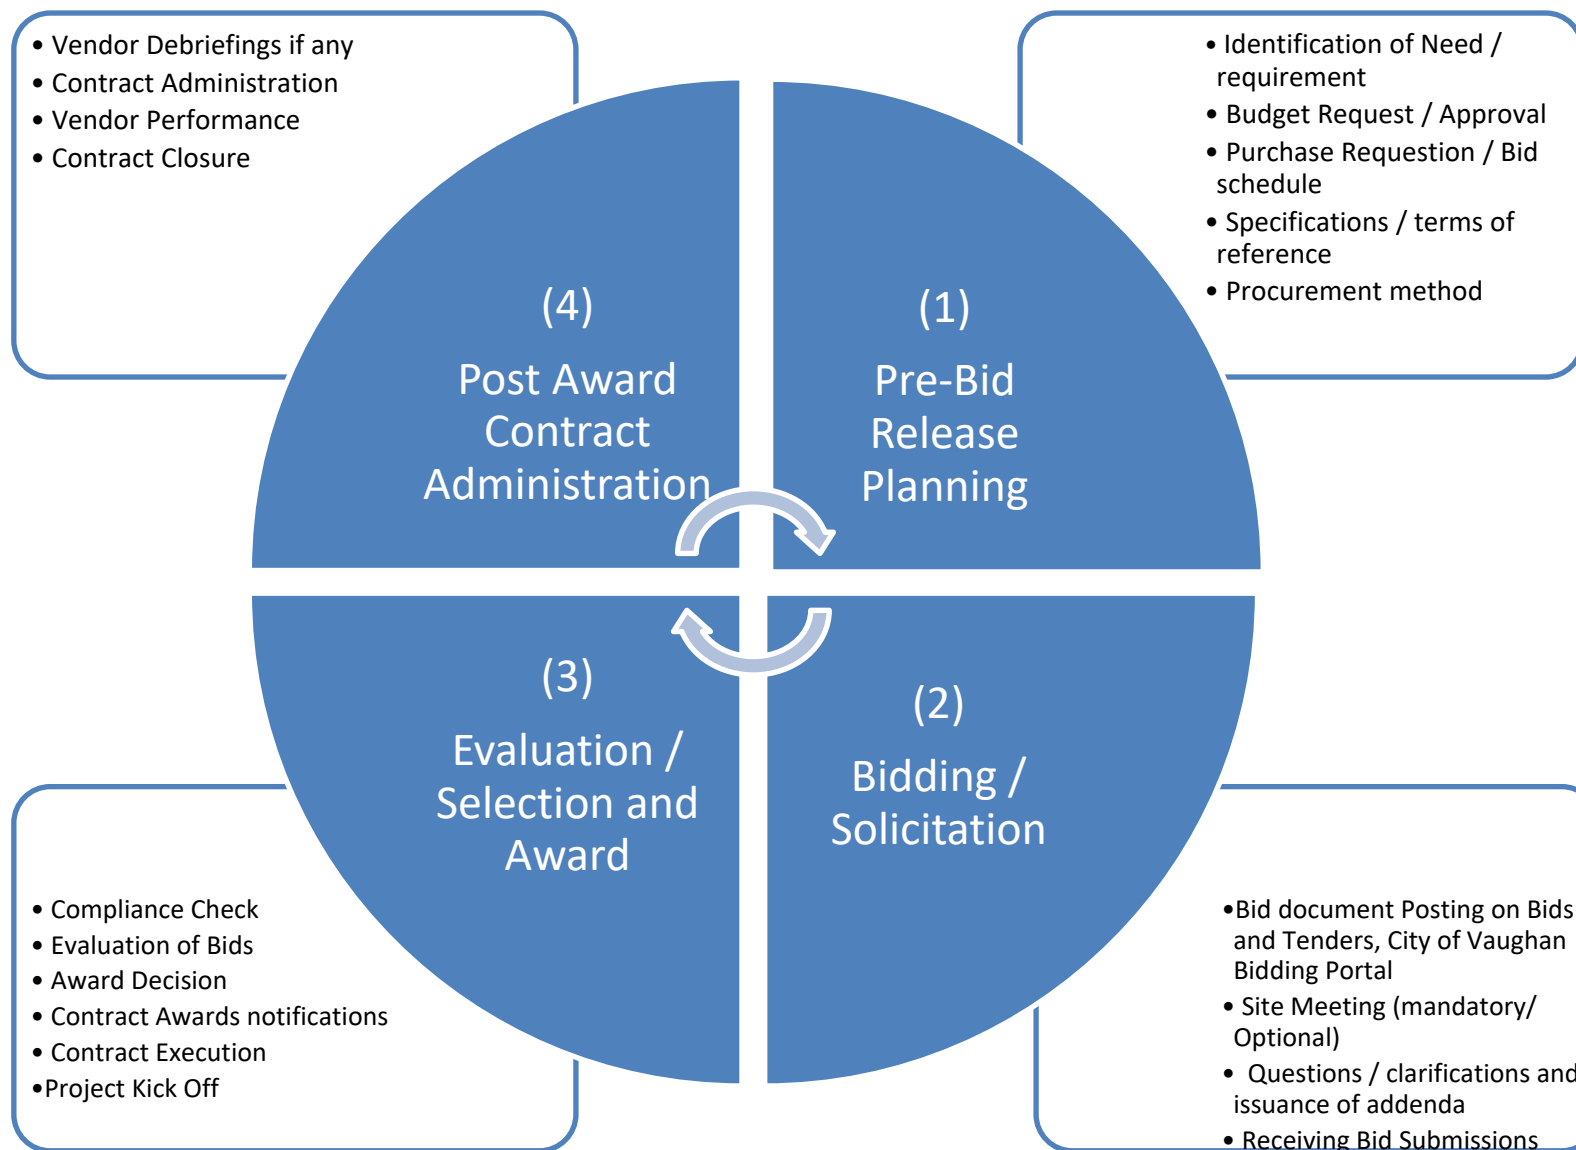 • Vendor Debriefings if any
• Contract Administration
• Vendor Performance
• Contract Closure
• Identification of Need /
requirement
• Budget Request / Approval
• Purchase Requestion / Bid
schedule
• Specifications / terms of
reference
• Procurement method
(4)
Post Award
Contract
Administration
(1)
Pre-Bid
Release
Planning
(3)
Evaluation /
Selection and
Award
(2)
Bidding /
Solicitation
• Compliance Check
• Evaluation of Bids
• Award Decision
• Contract Awards notifications
• Contract Execution
•Project Kick Off
•Bid document Posting on Bids
and Tenders, City of Vaughan
Bidding Portal
• Site Meeting (mandatory/
Optional)
• Questions / clarifications and
issuance of addenda
• Receiving Bid Submissions